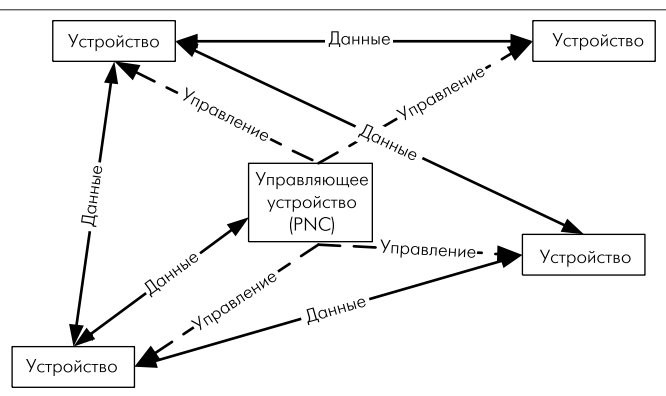 Устройство
Данные
Устройство
Управление
Управление
Данные
Данные
Управляющее
устройство
(PNC)
Управление
Устройство
Данные
Управление
Данные
Устройство